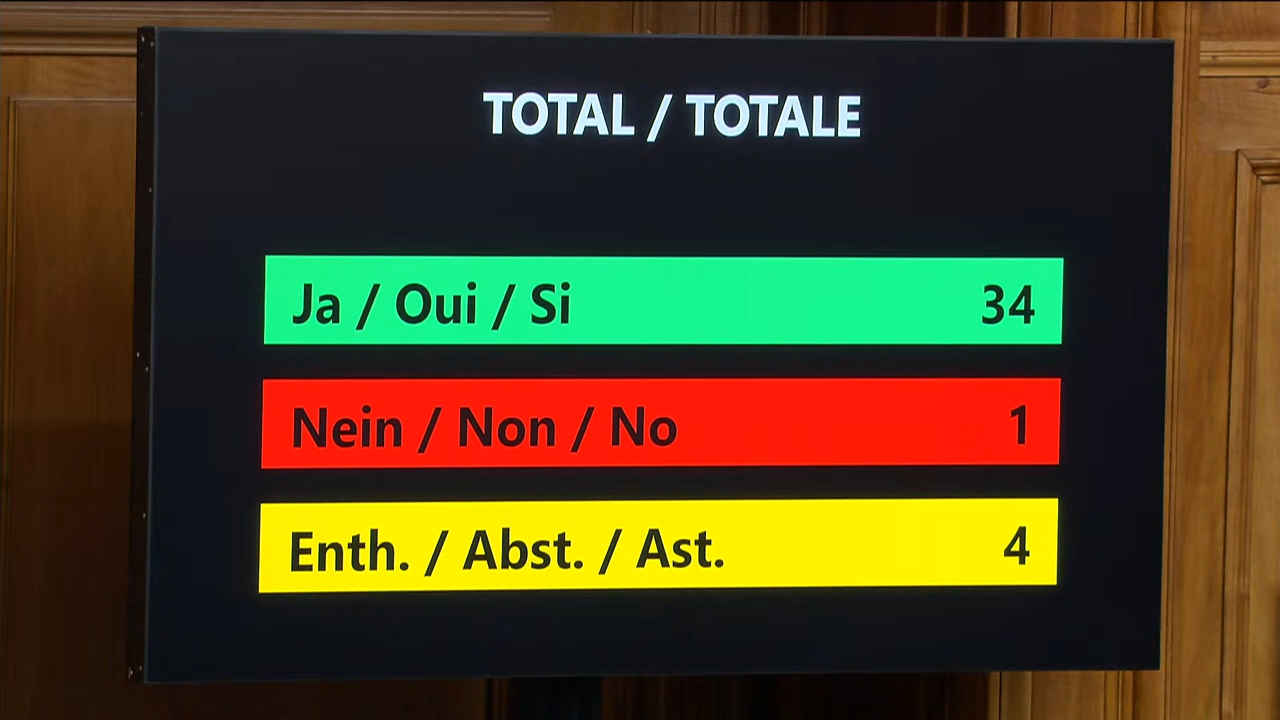 TOTAL / TOTALE
Ja / Oui / Si 34
Nein / Non / No 1
Enth. / Abst. / Ast. 4